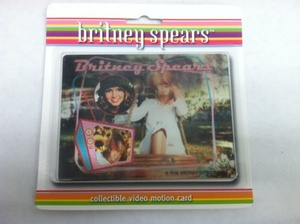 britney spears™
Britney Spears
collectible video motion card